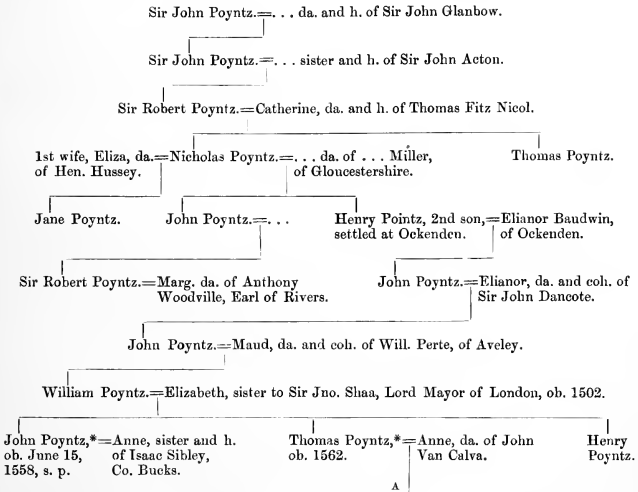 Sir John Poyntz.=. . . da. and h. of Sir John Glanbow.
Sir John Poyntz.=. . . sister and h. of Sir John Acton.
Sir Robert Poyntz.=Catherine, da. and h. of Thomas Fitz Nicol.
1st wife, Eliza, da.=Nicholas Poyntz.=. . . da. of . . . Miller,
of Hen. Hussey.
of Gloucestershire.
Thomas Poyntz.
Jane Poyntz.
John Poyntz.=. . .
Henry Pointz, 2nd son,=Elianor Baudwin,
settled at Ockenden.
of Ockenden.
Sir Robert Poyntz.=Marg. da. of Anthony
Woodville, Earl of Rivers.
John Poyntz.=Elianor, da. and coh. of
Sir John Dancote.
John Poyntz.=Maud, da. and coh. of Will. Perte, of Aveley.
William Poyntz.=Elizabeth, sister to Sir Jno. Shaa, Lord Mayor of London, ob. 1502.
John Poyntz,*=Anne, sister and h.
ob. June 15,
of Isaac Sibley,
1558, s. p.
Co. Bucks.
Thomas Poyntz,*=Anne, da. of John
ob. 1562.
Van Calva.
Henry
Poyntz.
A